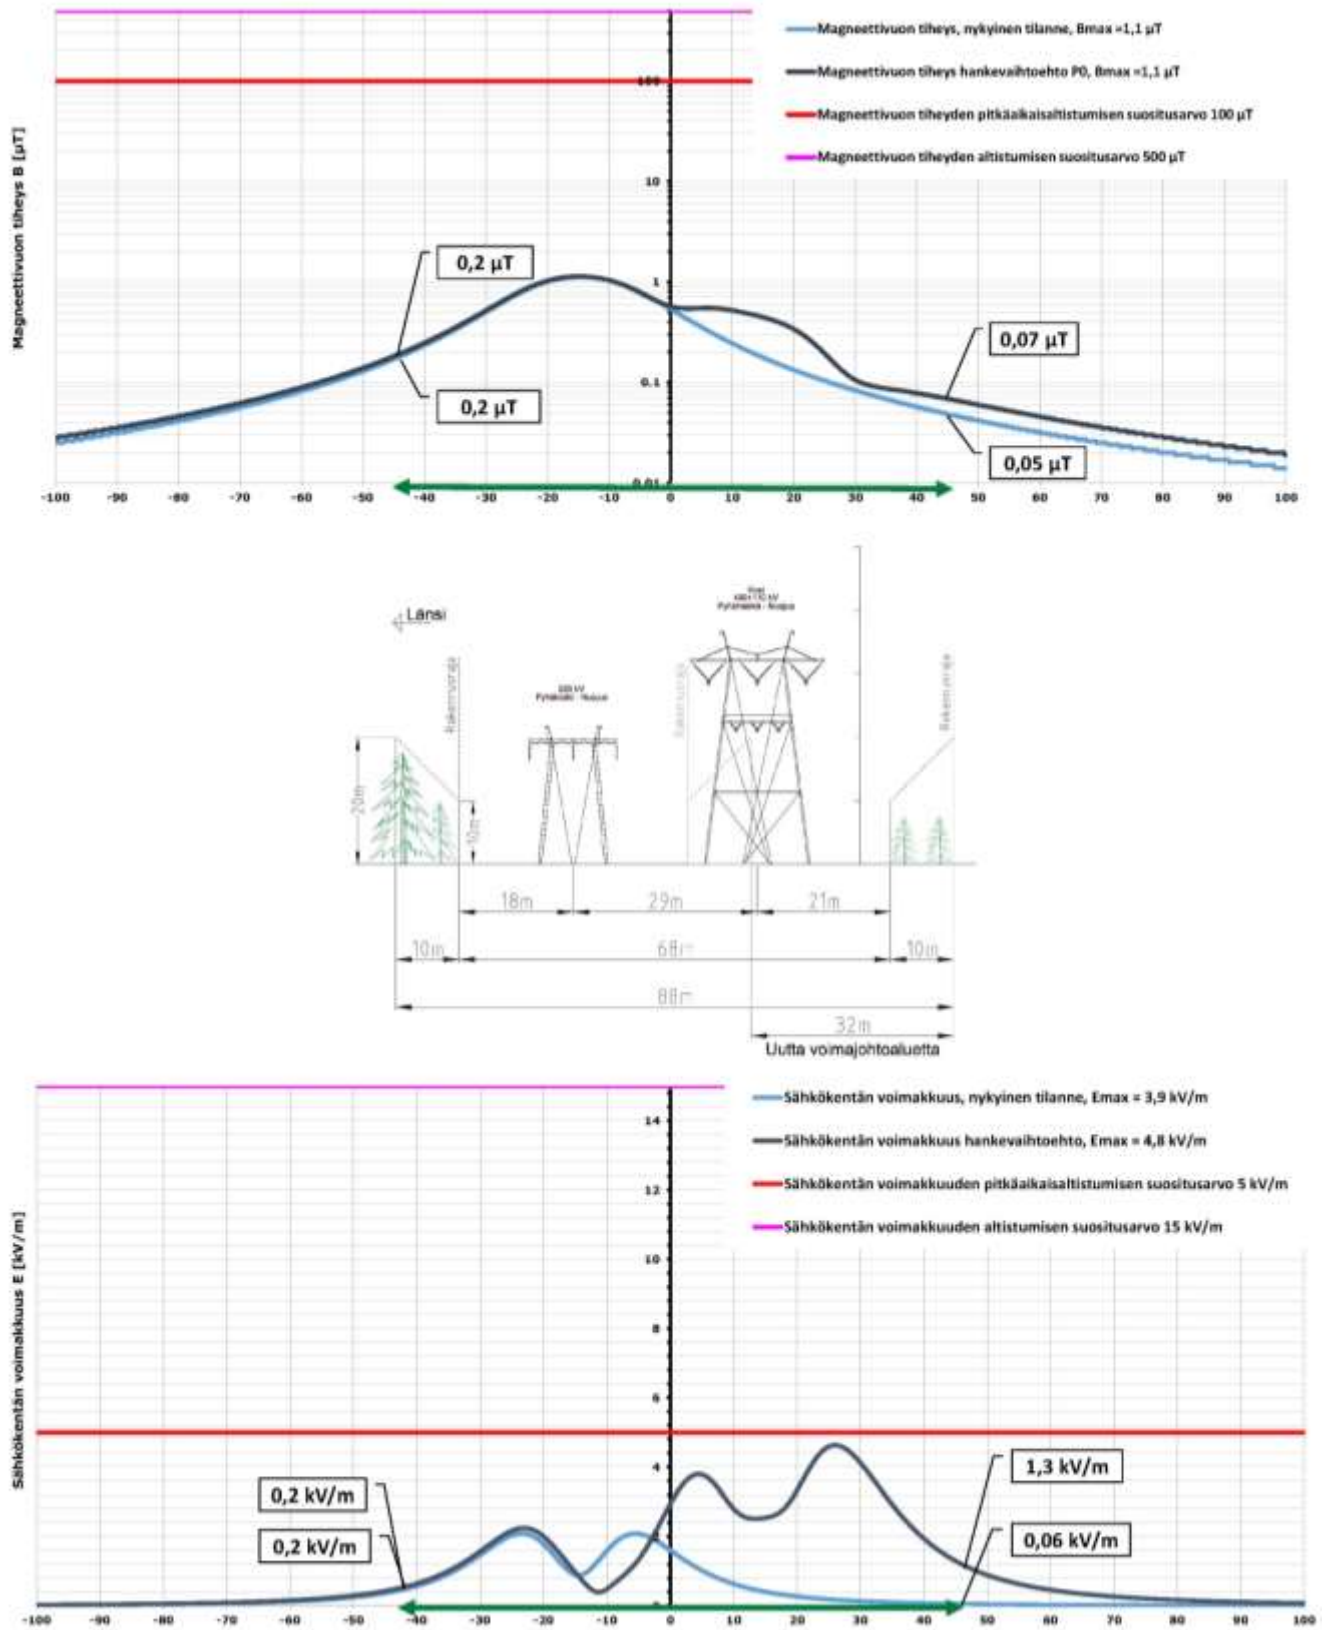 Magneettivuon tiheys, nykyinen tilanne, Bmax =1,1 µT
Magneettivuon tiheys hankevaihtoehto P0, Bmax =1,1 µT
Magneettivuon tiheyden pitkäaikaisaltistumisen suositusarvo 100 µT
Magneettivuon tiheyden altistumisen suositusarvo 500 µT
Magneettivuon tiheys B [µT]
100
10
1
0.1
0.01
0,2 µT
0,2 µT
0,07 µT
0,05 µT
-100 -90 -80 -70 -60 -50 -40 -30 -20 -10 0 10 20 30 40 50 60 70 80 90 100
Länsi
Rakennusraja
Rakennusraja
Rakennusraja
20m
10m
18m 29m 21m
10m 68m 10m
88m
32m
Uutta voimajohtoaluetta
Sähkökentän voimakkuus, nykyinen tilanne, Emax = 3,9 kV/m
Sähkökentän voimakkuus hankevaihtoehto, Emax = 4,8 kV/m
Sähkökentän voimakkuuden pitkäaikaisaltistumisen suositusarvo 5 kV/m
Sähkökentän voimakkuuden altistumisen suositusarvo 15 kV/m
Sähkökentän voimakkuus E [kV/m]
14
12
10
8
6
4
0
0,2 kV/m
0,2 kV/m
1,3 kV/m
0,06 kV/m
-100 -90 -80 -70 -60 -50 -40 -30 -20 -10 0 10 20 30 40 50 60 70 80 90 100